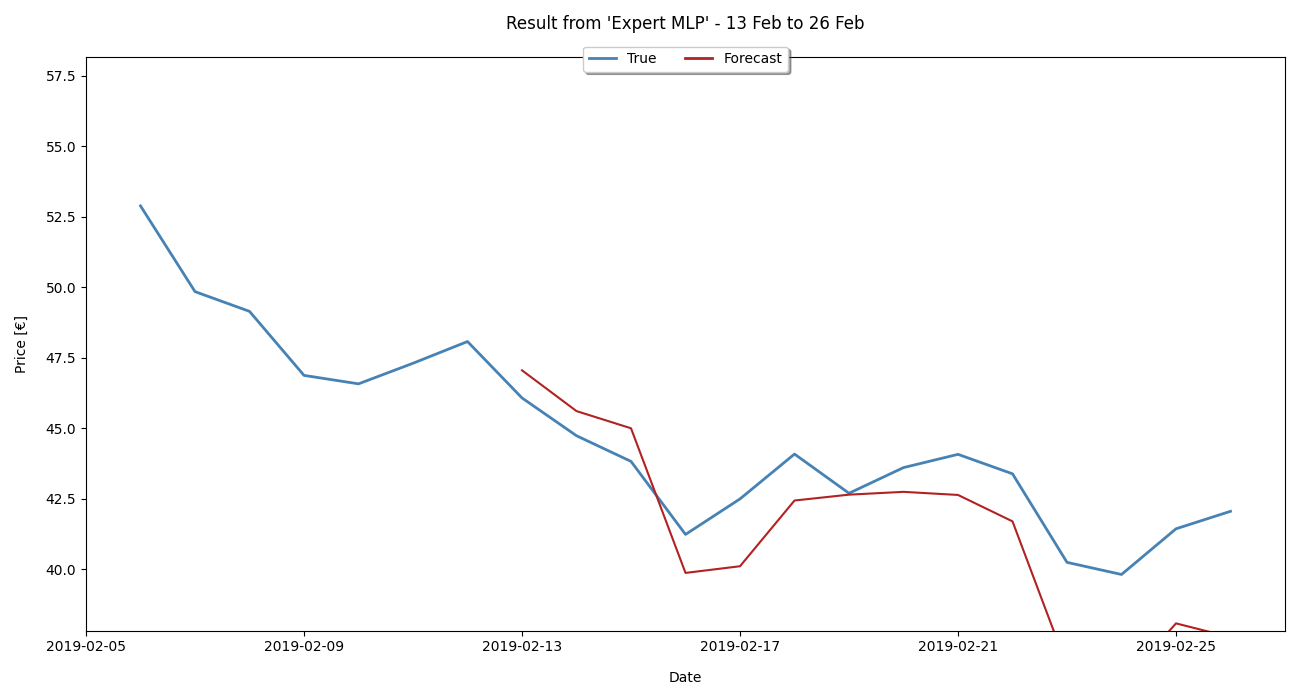 Result from 'Expert MLP' - 13 Feb to 26 Feb
True Forecast
57.5
55.0
52.5
50.0
47.5
45.0
42.5
40.0
Price [€]
2019-02-05 2019-02-09 2019-02-13 2019-02-17 2019-02-21 2019-02-25
Date